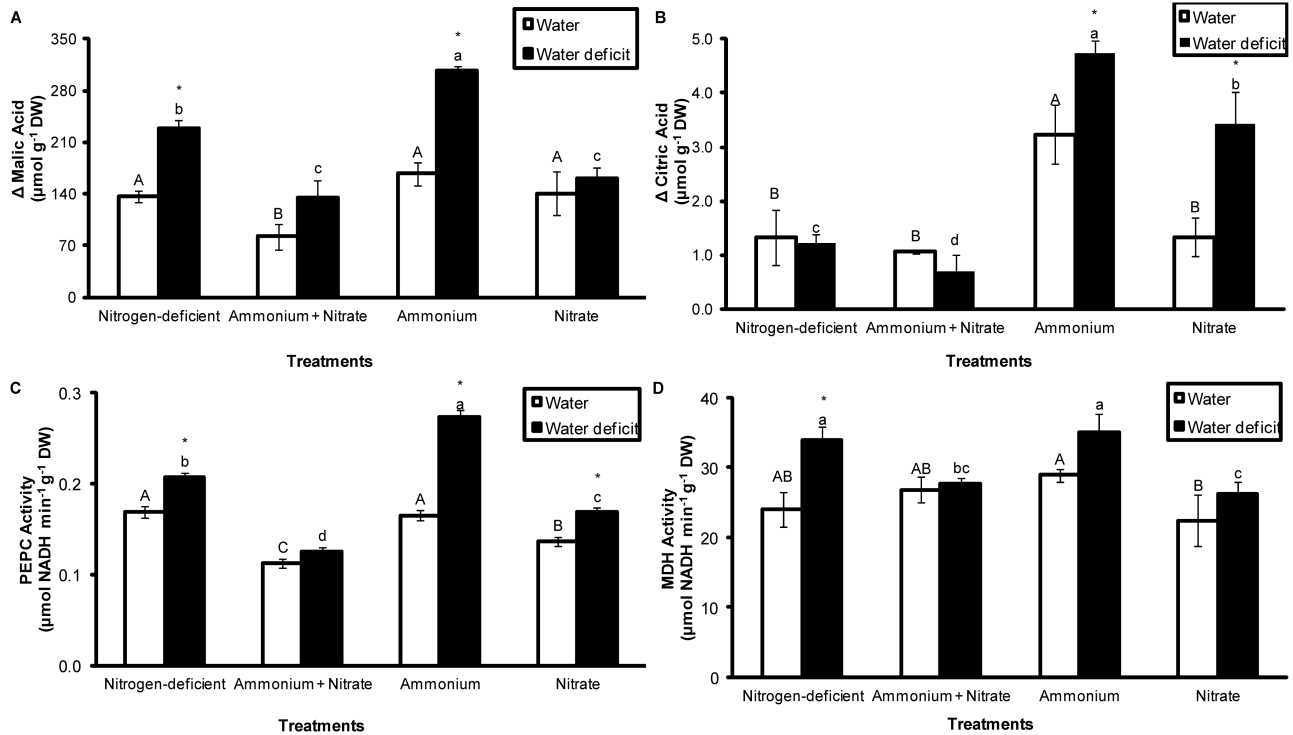 A
Δ Malic Acid
(μmol g-1 DW)
350
280
210
140
70
0
Water
Water deficit
A
*
b
B
c
A
*
a
A
c
Nitrogen-deficient Ammonium + Nitrate Ammonium Nitrate
Treatments
B
Δ Citric Acid
(μmol g-1 DW)
5.0
4.0
3.0
2.0
1.0
0.0
Water
Water deficit
B
c
B
d
A
*
a
B
*
b
Nitrogen-deficient Ammonium + Nitrate Ammonium Nitrate
Treatments
C
PEPC Activity
(μmol NADH min-1 g-1 DW)
0.3
0.2
0.1
0.0
Water
Water deficit
A
*
b
C
d
A
*
a
B
*
c
Nitrogen-deficient Ammonium + Nitrate Ammonium Nitrate
Treatments
D
MDH Activity
(μmol NADH min-1 g-1 DW)
40
30
20
10
0
Water
Water deficit
AB
*
a
AB
bc
A
a
B
c
Nitrogen-deficient Ammonium + Nitrate Ammonium Nitrate
Treatments